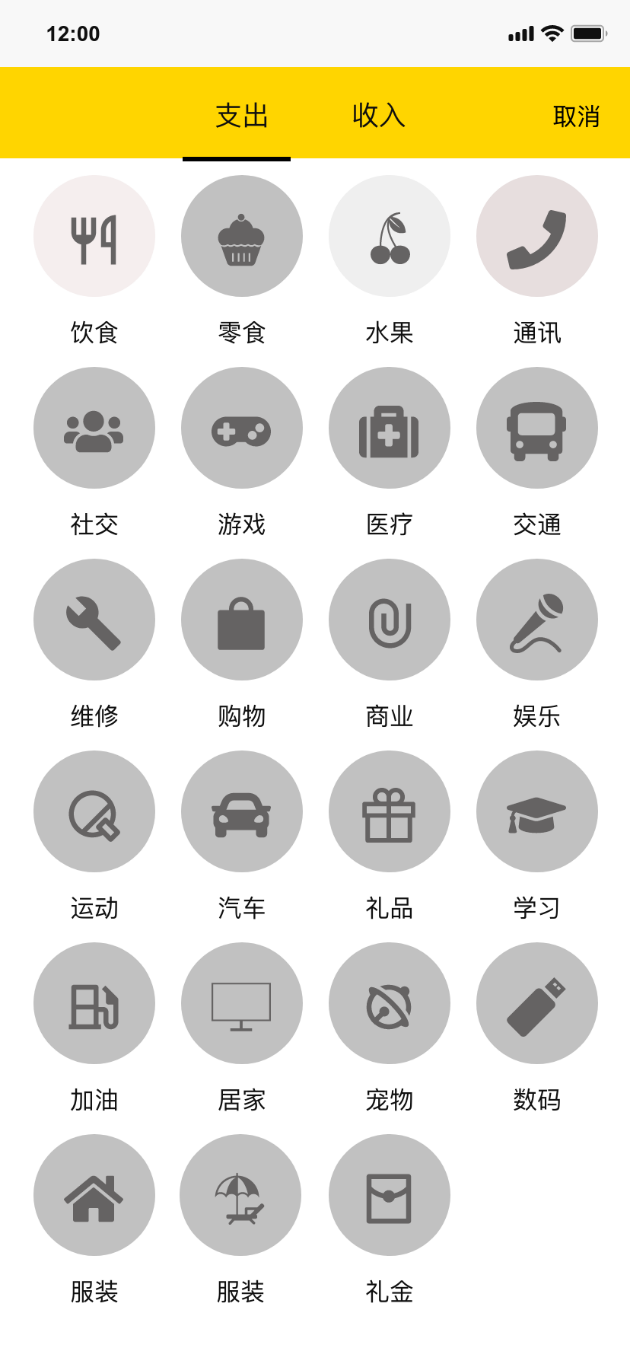 12:00
支出 收入 取消
饮食 零食 水果 通讯
社交 游戏 医疗 交通
维修 购物 商业 娱乐
运动 汽车 礼品 学习
加油 居家 宠物 数码
服装 服装 礼金